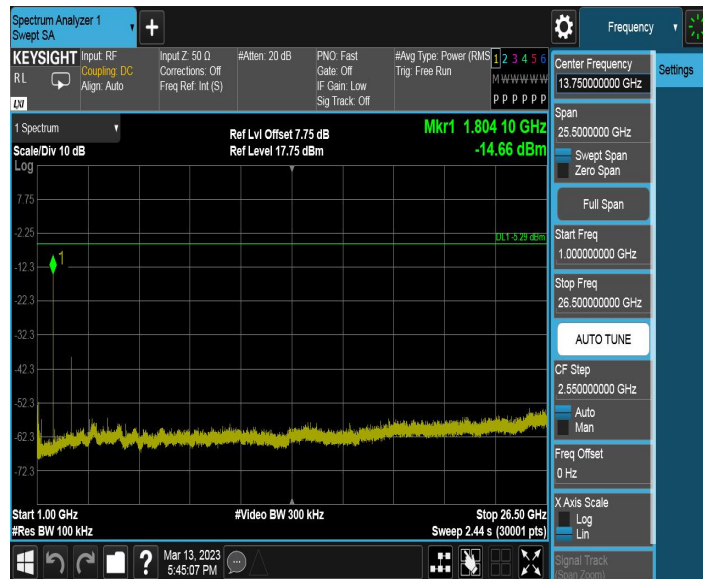 Spectrum Analyzer 1
Swept SA
Frequency
KEYSIGHT
RL
LXI
Input: RF
Coupling: DC
Align: Auto
Input Z: 50 Ω
Corrections: Off
Freq Ref: Int (S)
#Atten: 20 dB
PNO: Fast
Gate: Off
IF Gain: Low
Sig Track: Off
#Avg Type: Power (RMS
Trig: Free Run
1 2 3 4 5 6
M W W W W W
P P P P P P
1 Spectrum
Scale/Div 10 dB
Log
Ref Lvl Offset 7.75 dB
Ref Level 17.75 dBm
Mkr1 1.804 10 GHz
-14.66 dBm
7.75
-2.25
-12.3
-22.3
-32.3
-42.3
-52.3
-62.3
-72.3
1
DL1 -5.29 dBm
Start 1.00 GHz
#Res BW 100 kHz
#Video BW 300 kHz
Stop 26.50 GHz
Sweep 2.44 s (30001 pts)
Mar 13, 2023
5:45:07 PM
?
Center Frequency
13.750000000 GHz
Span
25.5000000 GHz
Swept Span
Zero Span
Full Span
Start Freq
1.000000000 GHz
Stop Freq
26.500000000 GHz
AUTO TUNE
CF Step
2.550000000 GHz
Auto
Man
Freq Offset
0 Hz
X Axis Scale
Log
Lin
Signal Track
(Span Zoom)
Settings